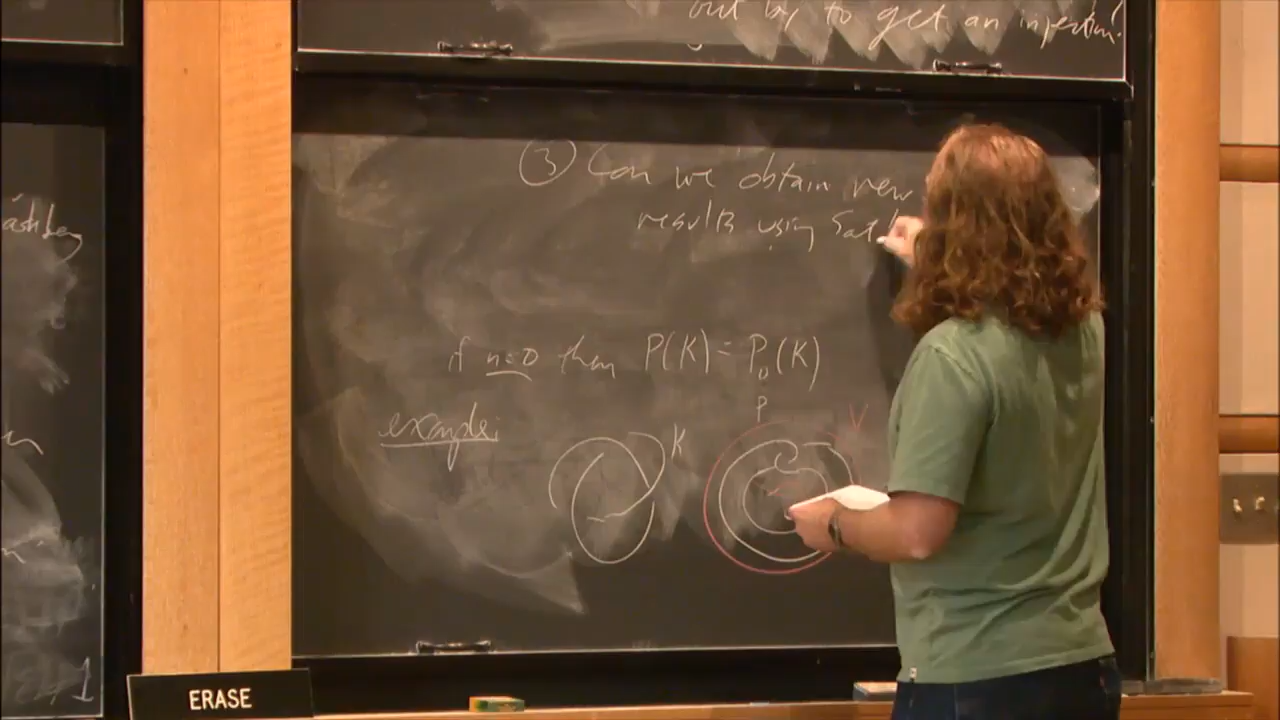 out by to get an injection!
③ Can we obtain new
results using Sat
if n=0 then P(K) = P₀(K)
P
example:
K
V
ERASE